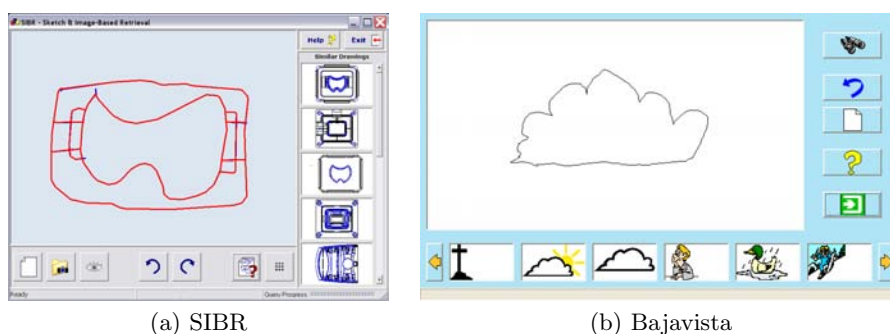 SIBR - Sketch & Image-Based Retrieval
Help
Exit
Similar Drawings
Ready
Query Progress
(a) SIBR
(b) Bajavista